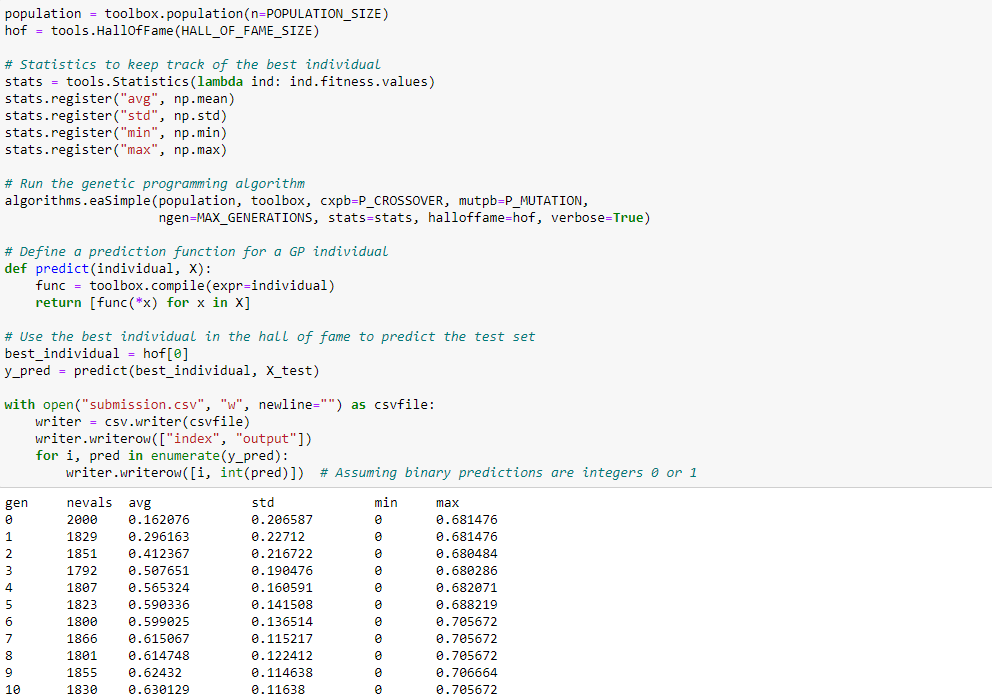 population = toolbox.population(n=POPULATION_SIZE)
hof = tools.HallOfFame(HALL_OF_FAME_SIZE)

# Statistics to keep track of the best individual
stats = tools.Statistics(lambda ind: ind.fitness.values)
stats.register("avg", np.mean)
stats.register("std", np.std)
stats.register("min", np.min)
stats.register("max", np.max)

# Run the genetic programming algorithm
algorithms.eaSimple(population, toolbox, cxpb=P_CROSSOVER, mutpb=P_MUTATION,
                    ngen=MAX_GENERATIONS, stats=stats, halloffame=hof, verbose=True)

# Define a prediction function for a GP individual
def predict(individual, X):
    func = toolbox.compile(expr=individual)
    return [func(*x) for x in X]

# Use the best individual in the hall of fame to predict the test set
best_individual = hof[0]
y_pred = predict(best_individual, X_test)

with open("submission.csv", "w", newline="") as csvfile:
    writer = csv.writer(csvfile)
    writer.writerow(["index", "output"])
    for i, pred in enumerate(y_pred):
        writer.writerow([i, int(pred)])  # Assuming binary predictions are integers 0 or 1

gen     nevals  avg             std             min     max
0       2000    0.162076        0.206587        0       0.681476
1       1829    0.296163        0.22712         0       0.681476
2       1851    0.412367        0.216722        0       0.680484
3       1792    0.507651        0.190476        0       0.680286
4       1807    0.565324        0.160591        0       0.682071
5       1823    0.590336        0.141508        0       0.688219
6       1800    0.599025        0.136514        0       0.705672
7       1866    0.615067        0.115217        0       0.705672
8       1801    0.614748        0.122412        0       0.705672
9       1855    0.62432         0.114638        0       0.706664
10      1830    0.630129        0.11638         0       0.705672